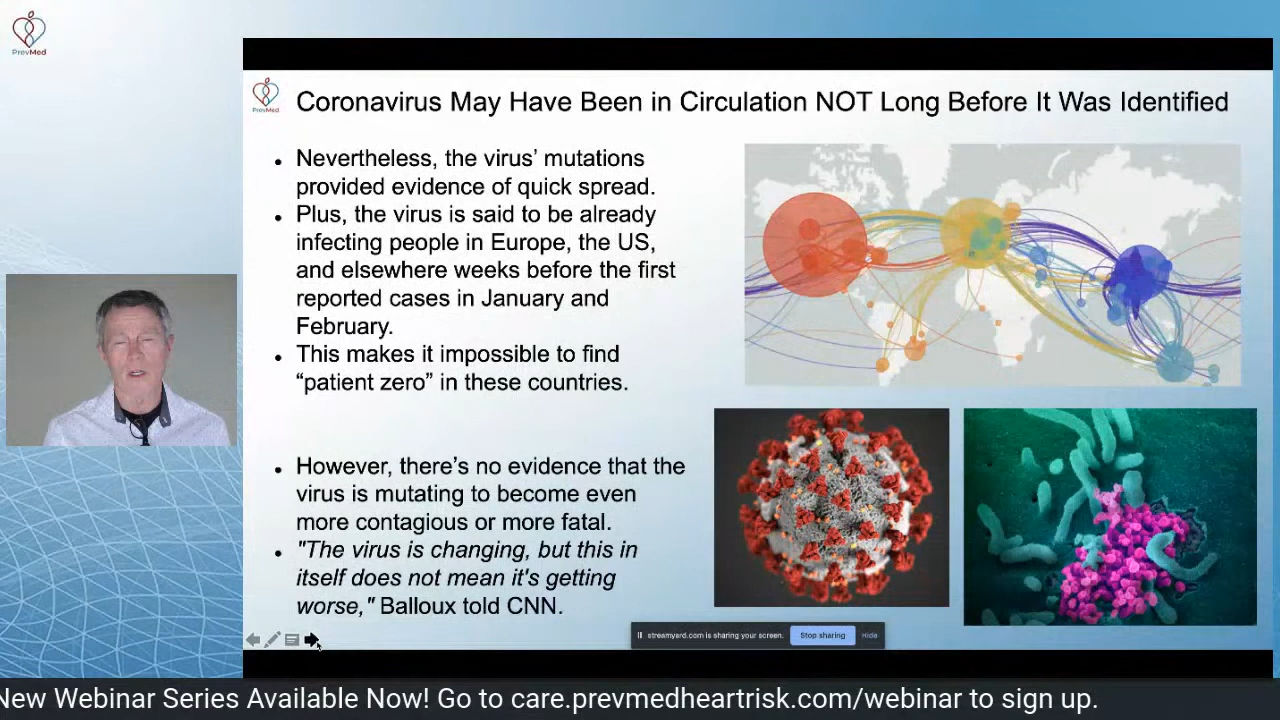 PrevMed
PrevMed
Coronavirus May Have Been in Circulation NOT Long Before It Was Identified
Nevertheless, the virus’ mutations
provided evidence of quick spread.
Plus, the virus is said to be already
infecting people in Europe, the US,
and elsewhere weeks before the first
reported cases in January and
February.
This makes it impossible to find
“patient zero” in these countries.
However, there’s no evidence that the
virus is mutating to become even
more contagious or more fatal.
"The virus is changing, but this in
itself does not mean it's getting
worse," Balloux told CNN.
streamyard.com is sharing your screen. Stop sharing Hide
New Webinar Series Available Now! Go to care.prevmedheartrisk.com/webinar to sign up.